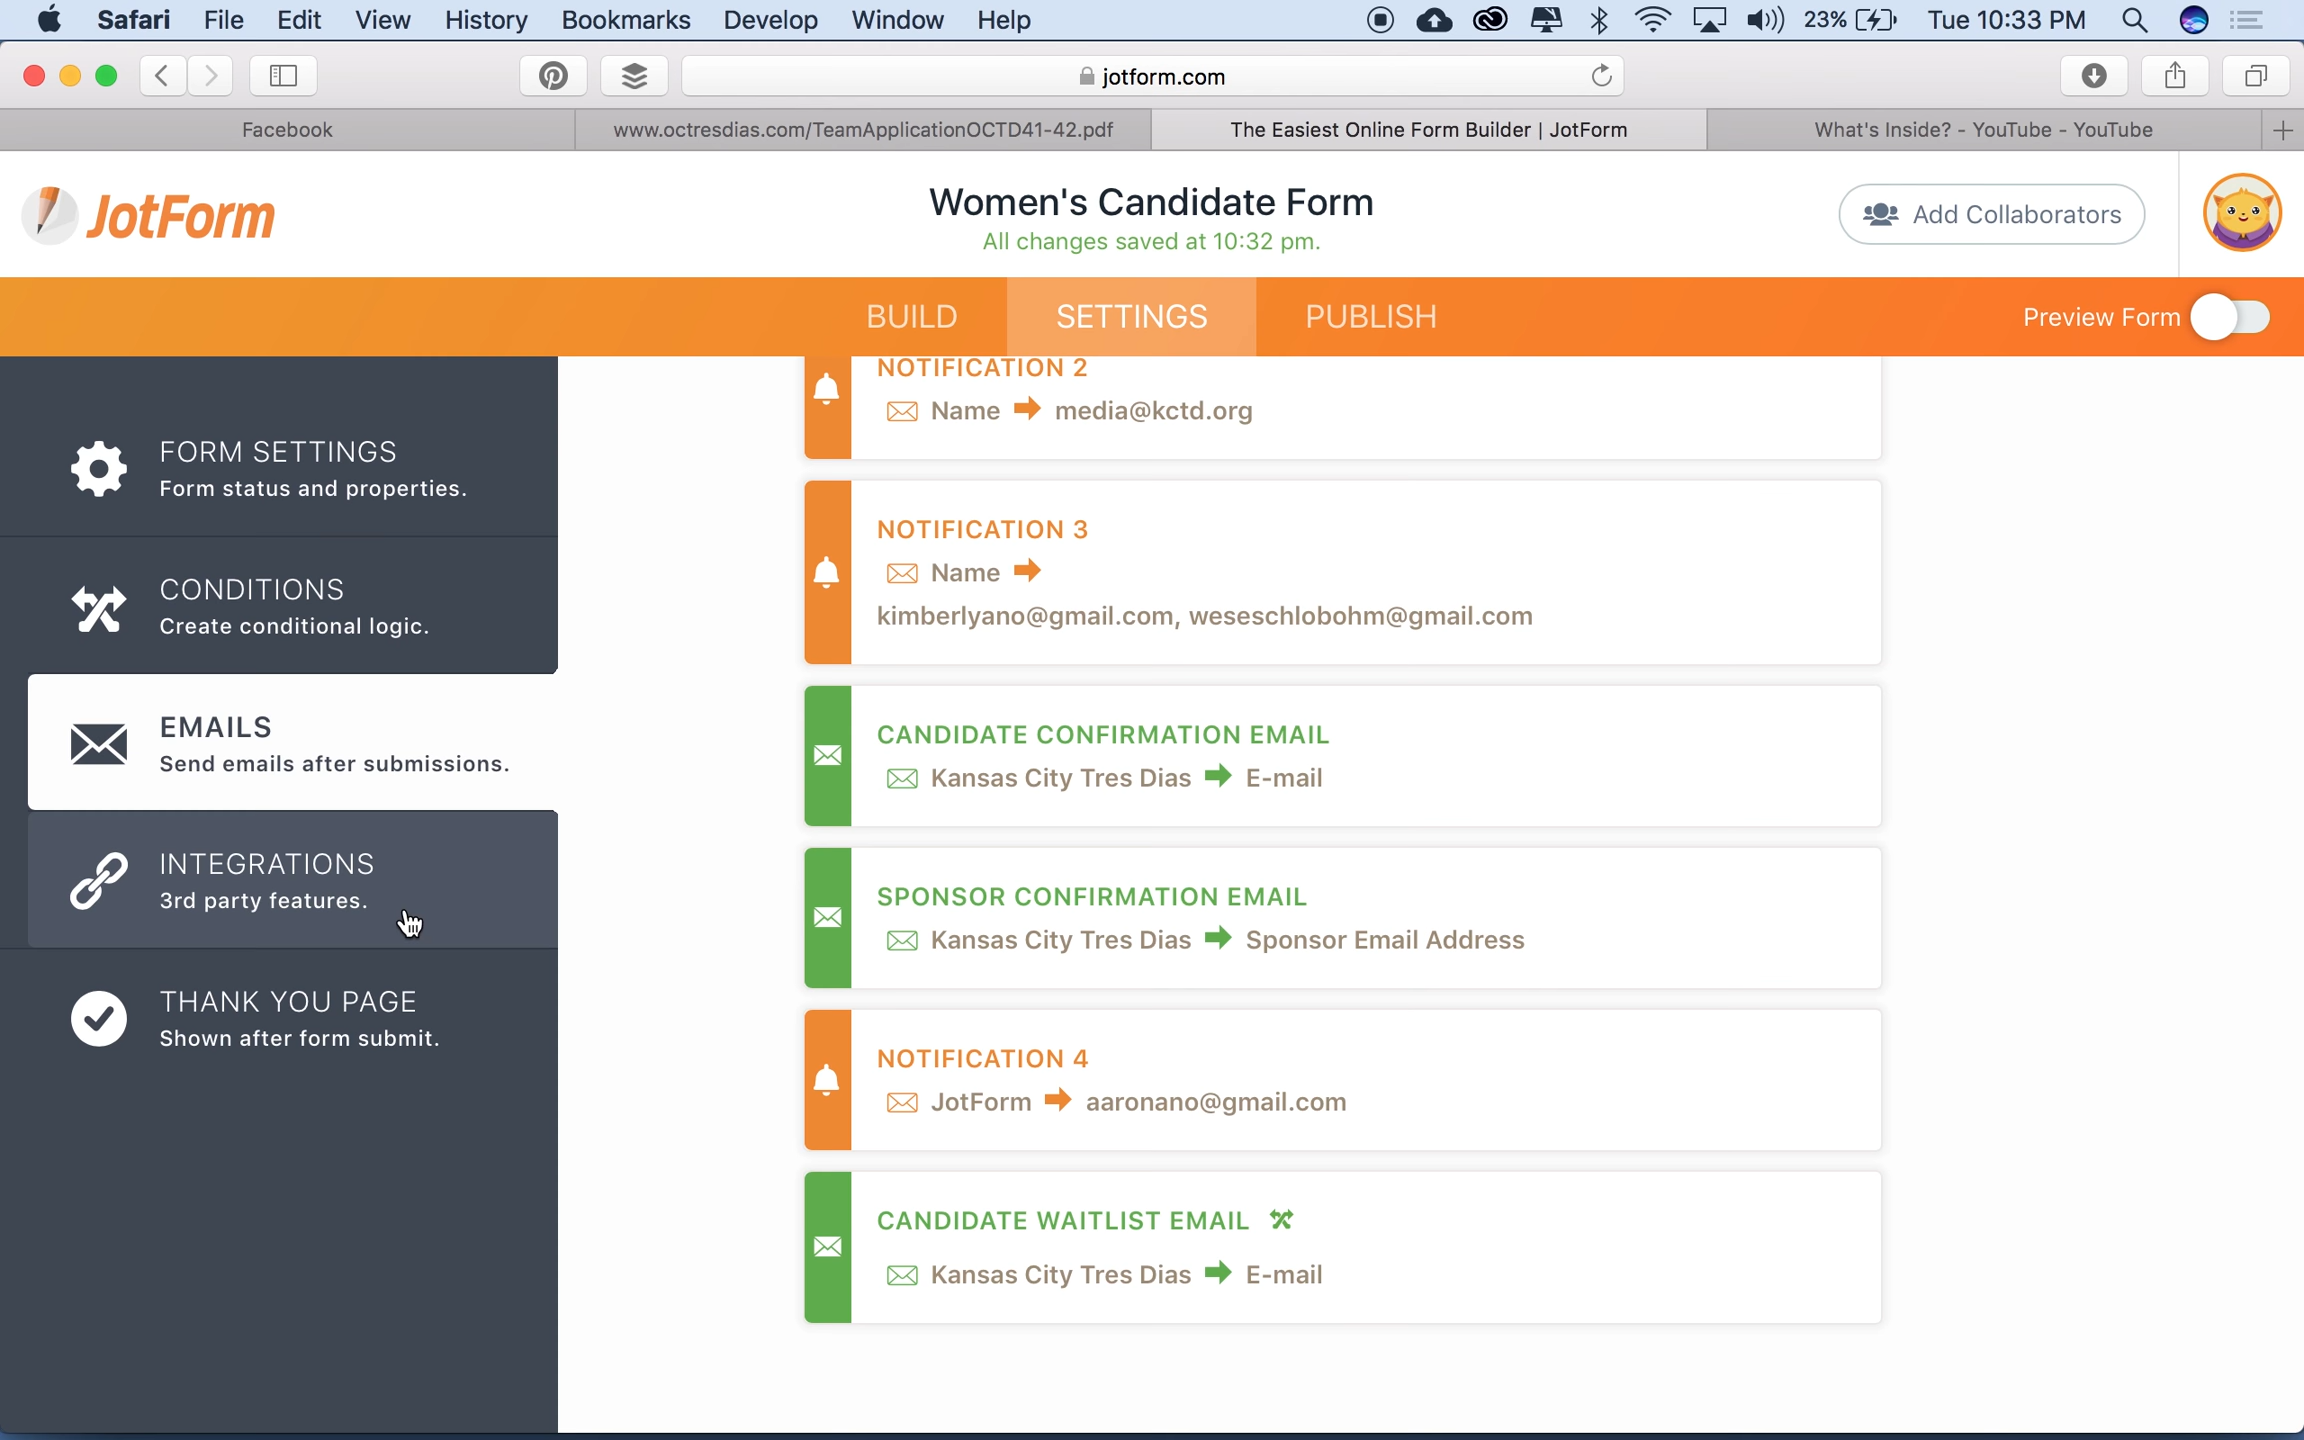 Safari File Edit View History Bookmarks Develop Window Help 23% Tue 10:33 PM
jotform.com
Facebook www.octresdias.com/TeamApplicationOCTD41-42.pdf The Easiest Online Form Builder | JotForm What's Inside? - YouTube - YouTube
JotForm
Women's Candidate Form
All changes saved at 10:32 pm.
Add Collaborators
BUILD SETTINGS PUBLISH Preview Form
FORM SETTINGS
Form status and properties.
CONDITIONS
Create conditional logic.
EMAILS
Send emails after submissions.
INTEGRATIONS
3rd party features.
THANK YOU PAGE
Shown after form submit.
NOTIFICATION 2
Name media@kctd.org
NOTIFICATION 3
Name
kimberlyano@gmail.com, weseschlobohm@gmail.com
CANDIDATE CONFIRMATION EMAIL
Kansas City Tres Dias E-mail
SPONSOR CONFIRMATION EMAIL
Kansas City Tres Dias Sponsor Email Address
NOTIFICATION 4
JotForm aaronano@gmail.com
CANDIDATE WAITLIST EMAIL
Kansas City Tres Dias E-mail